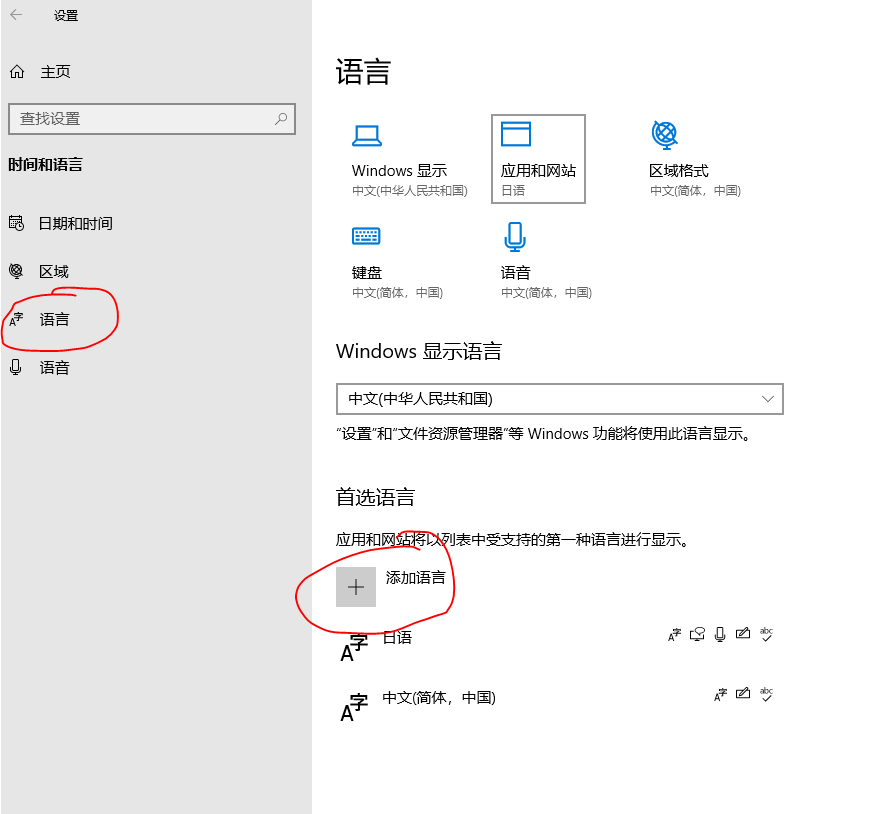 设置
主页
查找设置
时间和语言
日期和时间
区域
语言
语音
语言
Windows 显示
中文(中华人民共和国)
应用和网站
日语
区域格式
中文(简体，中国)
键盘
中文(简体，中国)
语音
中文(简体，中国)
Windows 显示语言
中文(中华人民共和国)
“设置”和“文件资源管理器”等 Windows 功能将使用此语言显示。
首选语言
应用和网站将以列表中受支持的第一种语言进行显示。
添加语言
日语
中文(简体，中国)